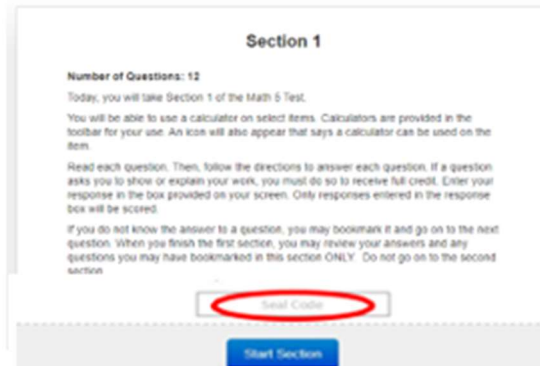 Section 1
Number of Questions: 12
Today, you will take Section 1 of the Math 5 Test.
You will be able to use a calculator on select items. Calculators are provided in the
toolbar for your use. An icon will also appear that says a calculator can be used on the
item.
Read each question. Then, follow the directions to answer each question. If a question
asks you to show or explain your work, you must do so to receive full credit. Enter your
response in the box provided on your screen. Only responses entered in the response
box will be scored.
If you do not know the answer to a question, you may bookmark it and go on to the next
question. When you finish the first section, you may review your answers and any
questions you may have bookmarked in this section ONLY. Do not go on to the second
section
Seal Code
Start Section